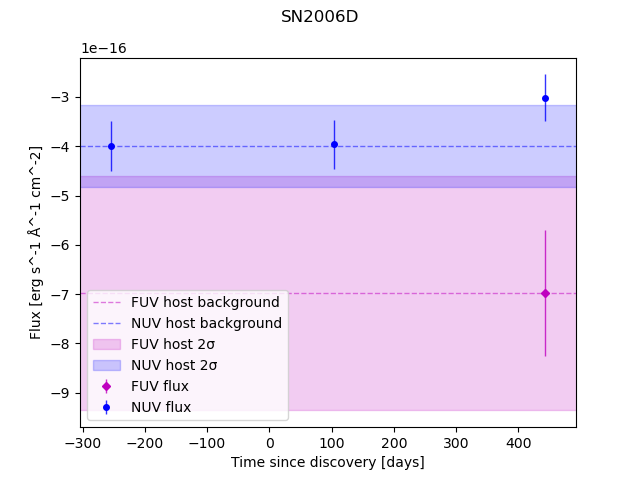 SN2006D
1e−16
−3
−4
−5
−6
−7
−8
−9
Flux [erg s^-1 Å^-1 cm^-2]
FUV host background
NUV host background
FUV host 2σ
NUV host 2σ
FUV flux
NUV flux
−300 −200 −100 0 100 200 300 400
Time since discovery [days]